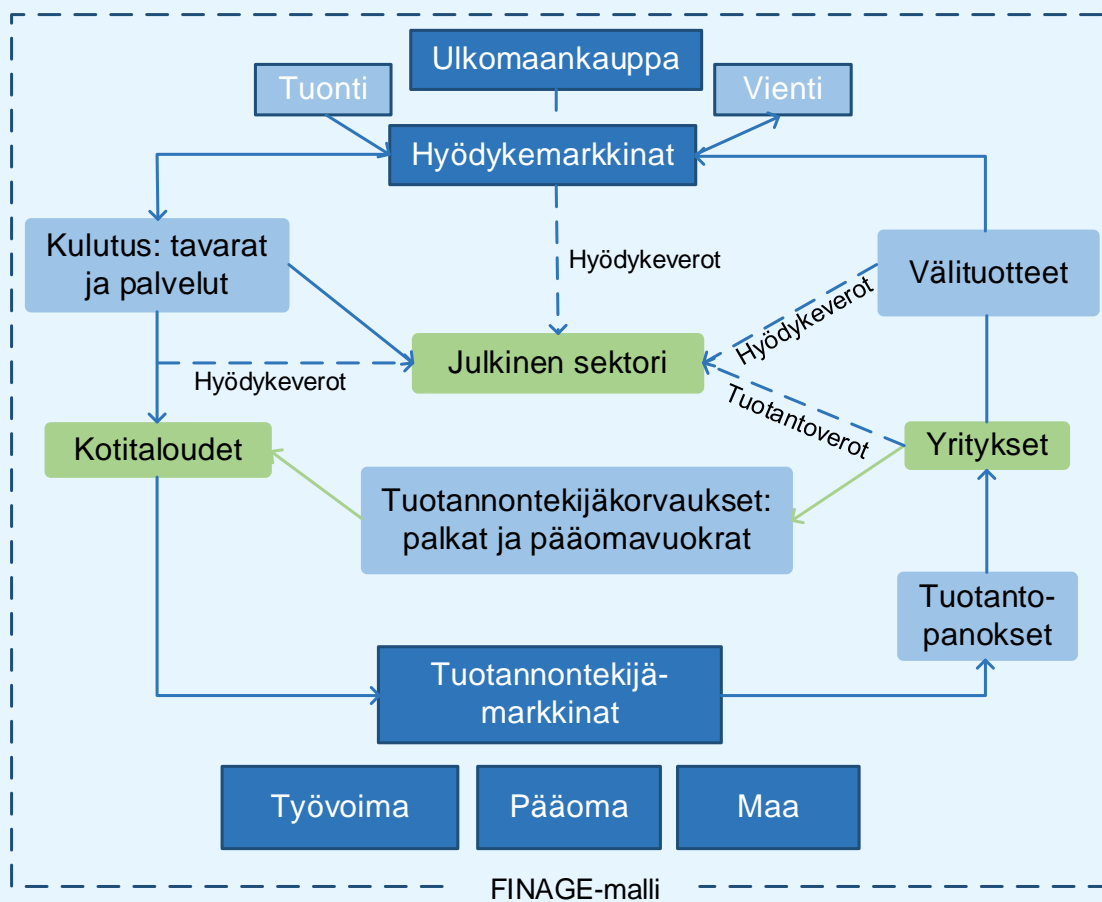 Ulkomaankauppa
Tuonti
Vienti
Hyödykemarkkinat
Kulutus: tavarat
ja palvelut
Hyödykeverot
Välituotteet
Hyödykeverot
Julkinen sektori
Hyödykeverot
Tuotantoverot
Kotitaloudet
Yritykset
Tuotannontekijäkorvaukset:
palkat ja pääomavuokrat
Tuotanto-
panokset
Tuotannontekijä-
markkinat
Työvoima
Pääoma
Maa
FINAGE-malli